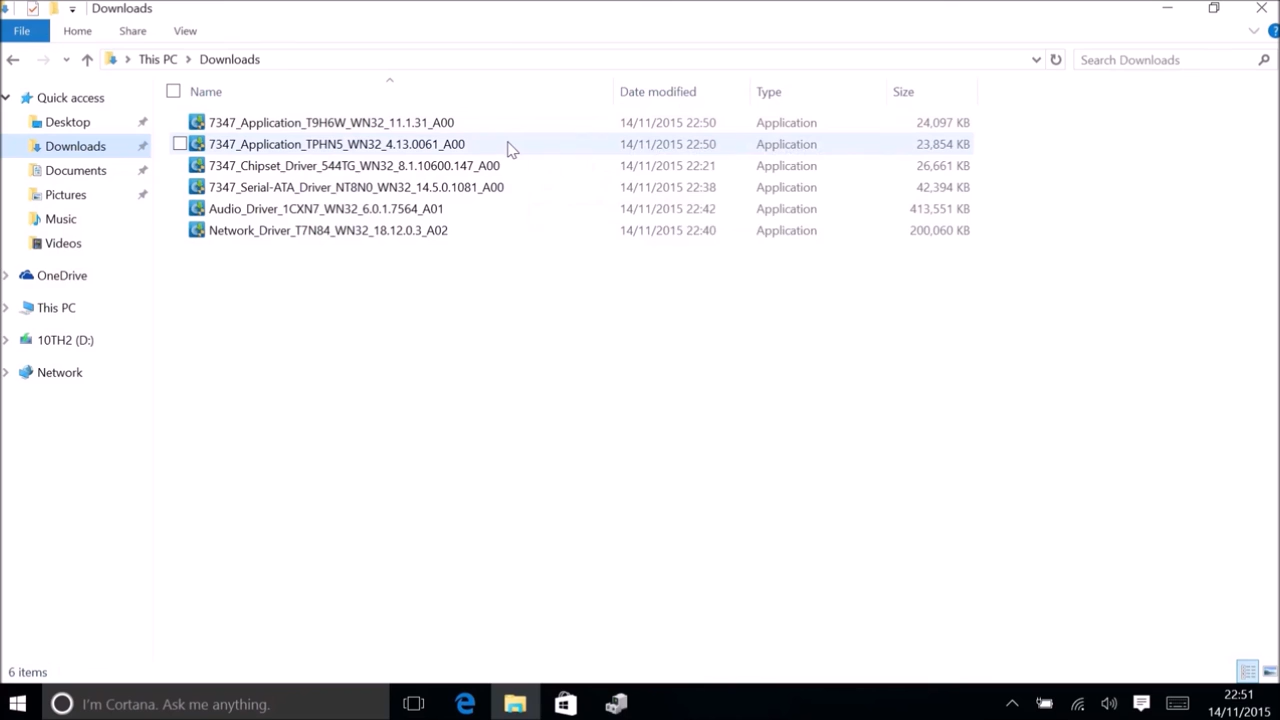 Downloads
File Home Share View
This PC Downloads Search Downloads
Name Date modified Type Size
Quick access
Desktop
Downloads
Documents
Pictures
Music
Videos
OneDrive
This PC
10TH2 (D:)
Network
7347_Application_T9H6W_WN32_11.1.31_A00 14/11/2015 22:50 Application 24,097 KB
7347_Application_TPHN5_WN32_4.13.0061_A00 14/11/2015 22:50 Application 23,854 KB
7347_Chipset_Driver_544TG_WN32_8.1.10600.147_A00 14/11/2015 22:21 Application 26,661 KB
7347_Serial-ATA_Driver_NT8N0_WN32_14.5.0.1081_A00 14/11/2015 22:38 Application 42,394 KB
Audio_Driver_1CXN7_WN32_6.0.1.7564_A01 14/11/2015 22:42 Application 413,551 KB
Network_Driver_T7N84_WN32_18.12.0.3_A02 14/11/2015 22:40 Application 200,060 KB
6 items
I'm Cortana. Ask me anything.
22:51
14/11/2015